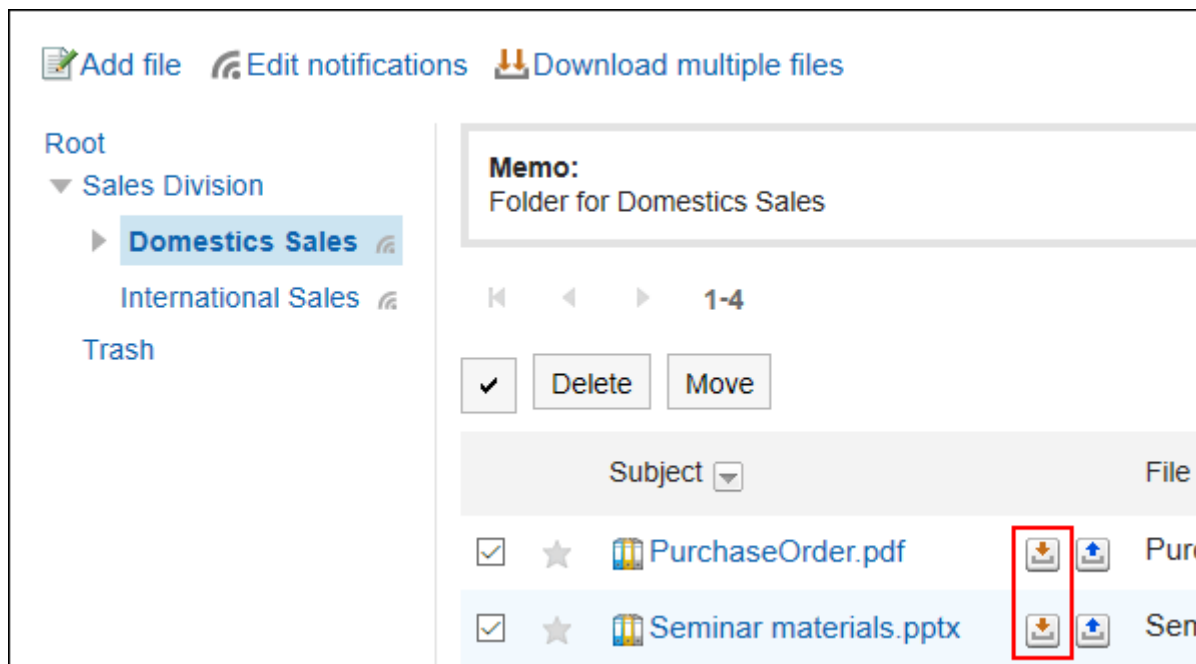 Add file Edit notifications Download multiple files
Root
Sales Division
Domestics Sales
International Sales
Trash
Memo:
Folder for Domestics Sales
1-4
Delete Move
Subject File
PurchaseOrder.pdf
Seminar materials.pptx